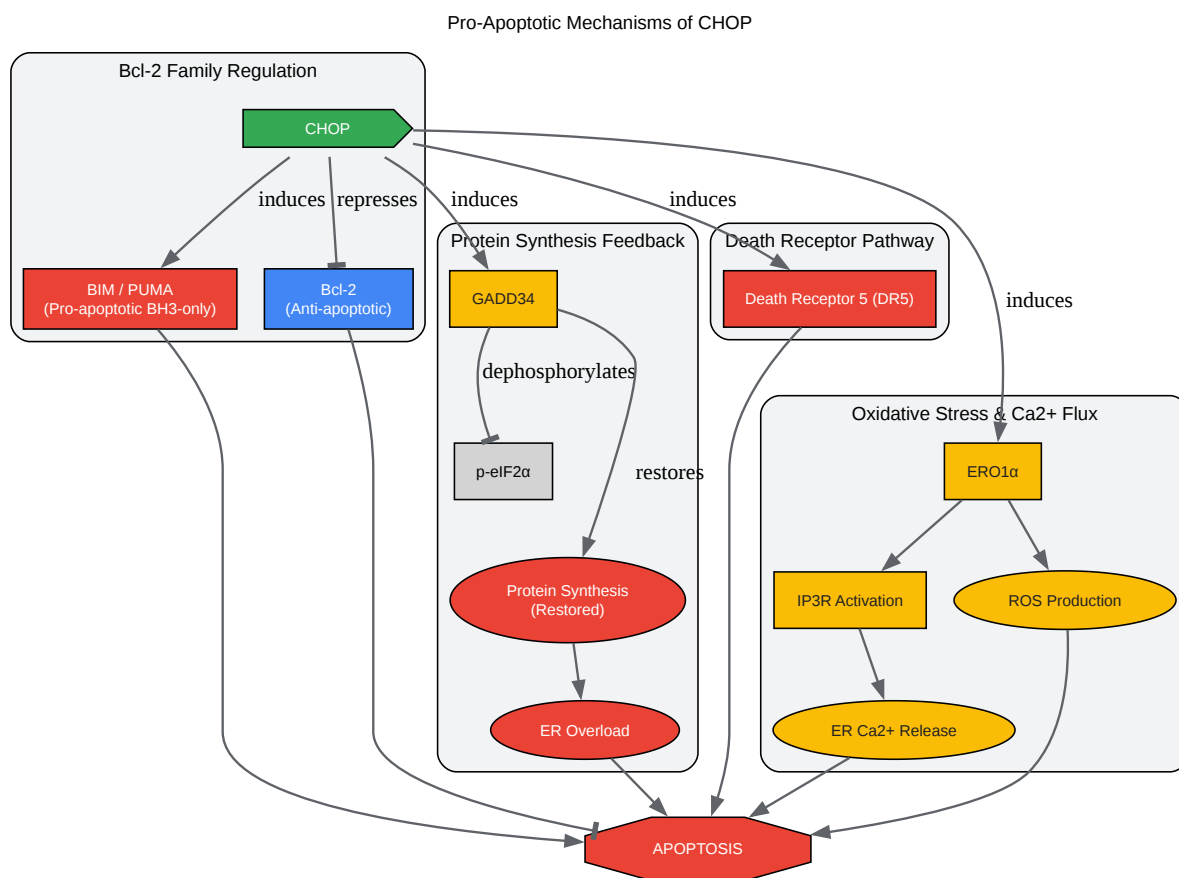 Pro-Apoptotic Mechanisms of CHOP
Bcl-2 Family Regulation
CHOP
induces
represses
induces
induces
Protein Synthesis Feedback
Death Receptor Pathway
BIM / PUMA
(Pro-apoptotic BH3-only)
Bcl-2
(Anti-apoptotic)
GADD34
Death Receptor 5 (DR5)
induces
dephosphorylates
Oxidative Stress & Ca2+ Flux
p-eIF2α
restores
ERO1α
Protein Synthesis
(Restored)
IP3R Activation
ROS Production
ER Overload
ER Ca2+ Release
APOPTOSIS